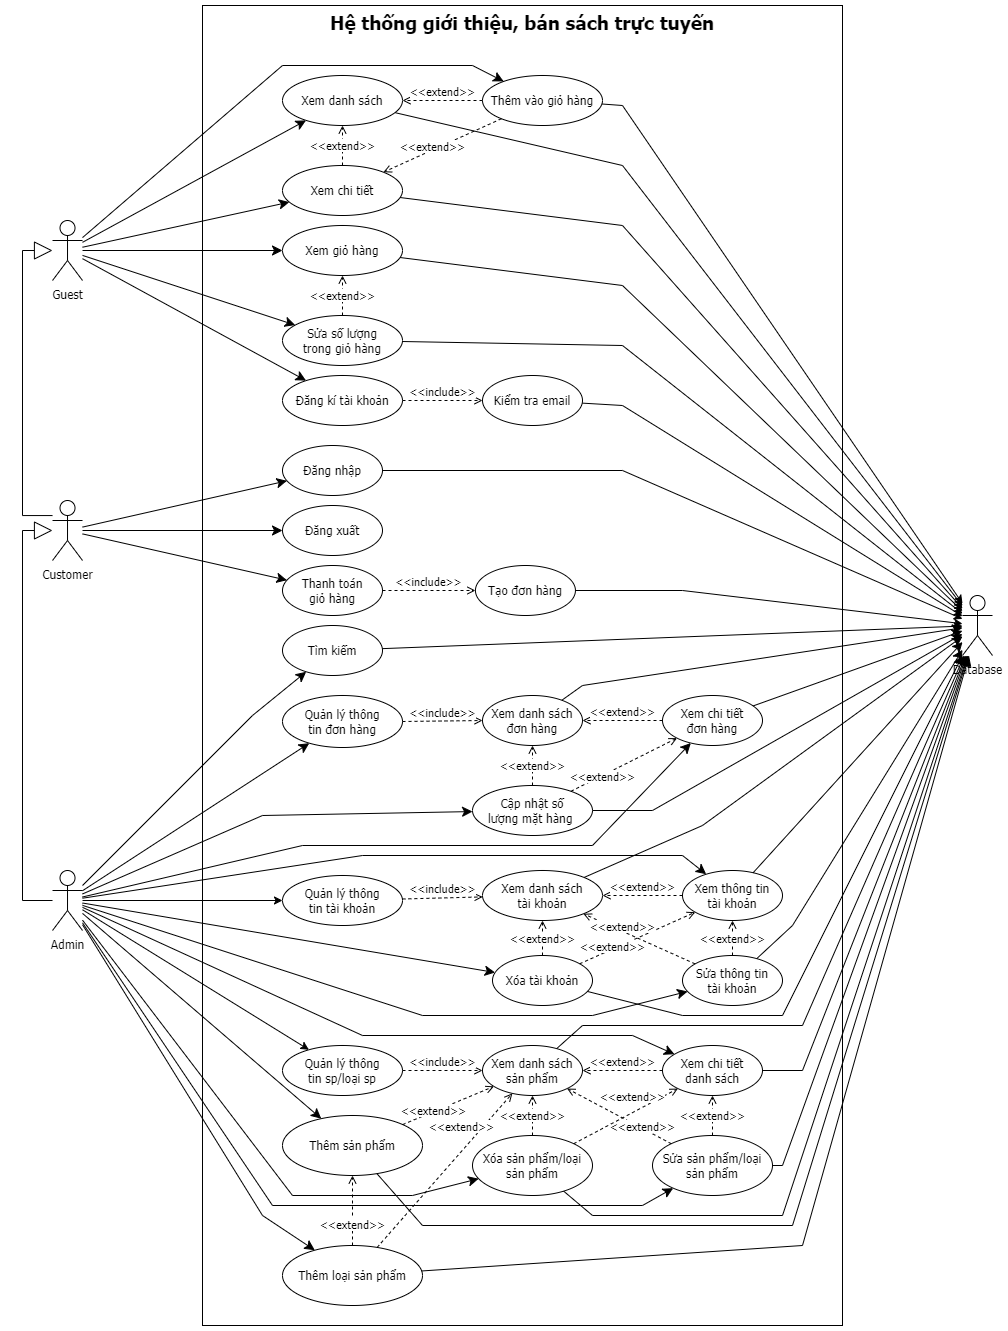 Hệ thống giới thiệu, bán sách trực tuyến
Xem danh sách
<<extend>>
Thêm vào giỏ hàng
<<extend>>
<<extend>>
Xem chi tiết
Xem giỏ hàng
Guest
<<extend>>
Sửa số lượng
trong giỏ hàng
Đăng kí tài khoản
<<include>>
Kiểm tra email
Đăng nhập
Đăng xuất
Customer
Thanh toán
giỏ hàng
<<include>>
Tạo đơn hàng
Tìm kiếm
Database
Quản lý thông
tin đơn hàng
<<include>>
Xem danh sách
đơn hàng
<<extend>>
Xem chi tiết
đơn hàng
<<extend>>
<<extend>>
Cập nhật số
lượng mặt hàng
Quản lý thông
tin tài khoản
<<include>>
Xem danh sách
tài khoản
<<extend>>
Xem thông tin
tài khoản
Admin
<<extend>>
<<extend>>
<<extend>>
<<extend>>
Xóa tài khoản
Sửa thông tin
tài khoản
Quản lý thông
tin sp/loại sp
<<include>>
Xem danh sách
sản phẩm
<<extend>>
Xem chi tiết
danh sách
<<extend>>
<<extend>>
<<extend>>
<<extend>>
<<extend>>
<<extend>>
Thêm sản phẩm
Xóa sản phẩm/loại
sản phẩm
Sửa sản phẩm/loại
sản phẩm
<<extend>>
Thêm loại sản phẩm